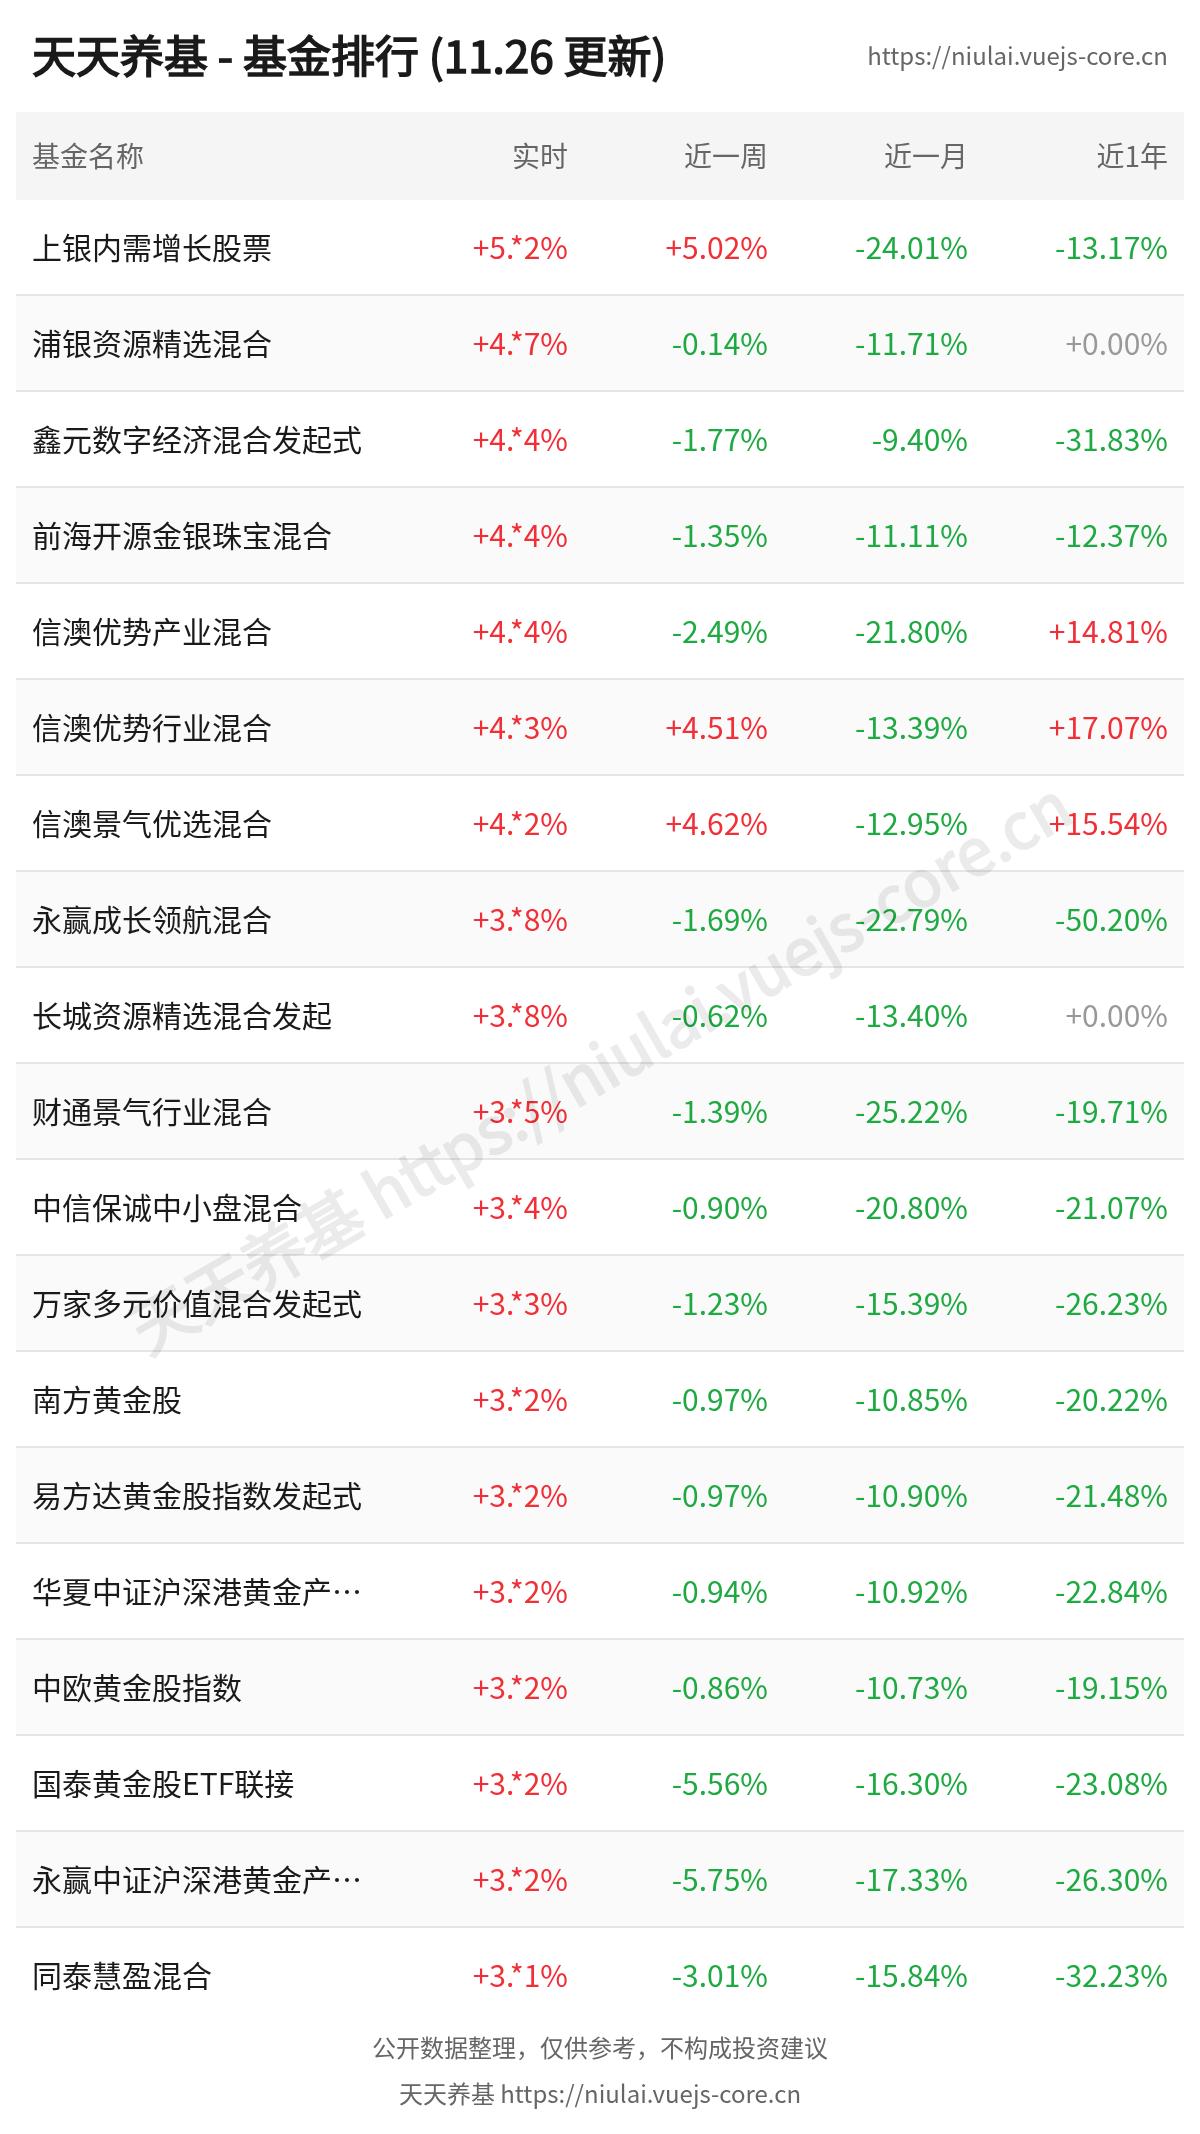 天天养基 - 基金排行 (11.26 更新) https://niulai.vuejs-core.cn
基金名称 实时 近一周 近一月 近1年
上银内需增长股票 +5.*2% +5.02% -24.01% -13.17%
浦银资源精选混合 +4.*7% -0.14% -11.71% +0.00%
鑫元数字经济混合发起式 +4.*4% -1.77% -9.40% -31.83%
前海开源金银珠宝混合 +4.*4% -1.35% -11.11% -12.37%
信澳优势产业混合 +4.*4% -2.49% -21.80% +14.81%
信澳优势行业混合 +4.*3% +4.51% -13.39% +17.07%
信澳景气优选混合 +4.*2% +4.62% -12.95% +15.54%
永赢成长领航混合 +3.*8% -1.69% -22.79% -50.20%
长城资源精选混合发起 +3.*8% -0.62% -13.40% +0.00%
财通景气行业混合 +3.*5% -1.39% -25.22% -19.71%
中信保诚中小盘混合 +3.*4% -0.90% -20.80% -21.07%
万家多元价值混合发起式 +3.*3% -1.23% -15.39% -26.23%
南方黄金股 +3.*2% -0.97% -10.85% -20.22%
易方达黄金股指数发起式 +3.*2% -0.97% -10.90% -21.48%
华夏中证沪深港黄金产… +3.*2% -0.94% -10.92% -22.84%
中欧黄金股指数 +3.*2% -0.86% -10.73% -19.15%
国泰黄金股ETF联接 +3.*2% -5.56% -16.30% -23.08%
永赢中证沪深港黄金产… +3.*2% -5.75% -17.33% -26.30%
同泰慧盈混合 +3.*1% -3.01% -15.84% -32.23%
公开数据整理，仅供参考，不构成投资建议
天天养基 https://niulai.vuejs-core.cn
天天养基 https://niulai.vuejs-core.cn